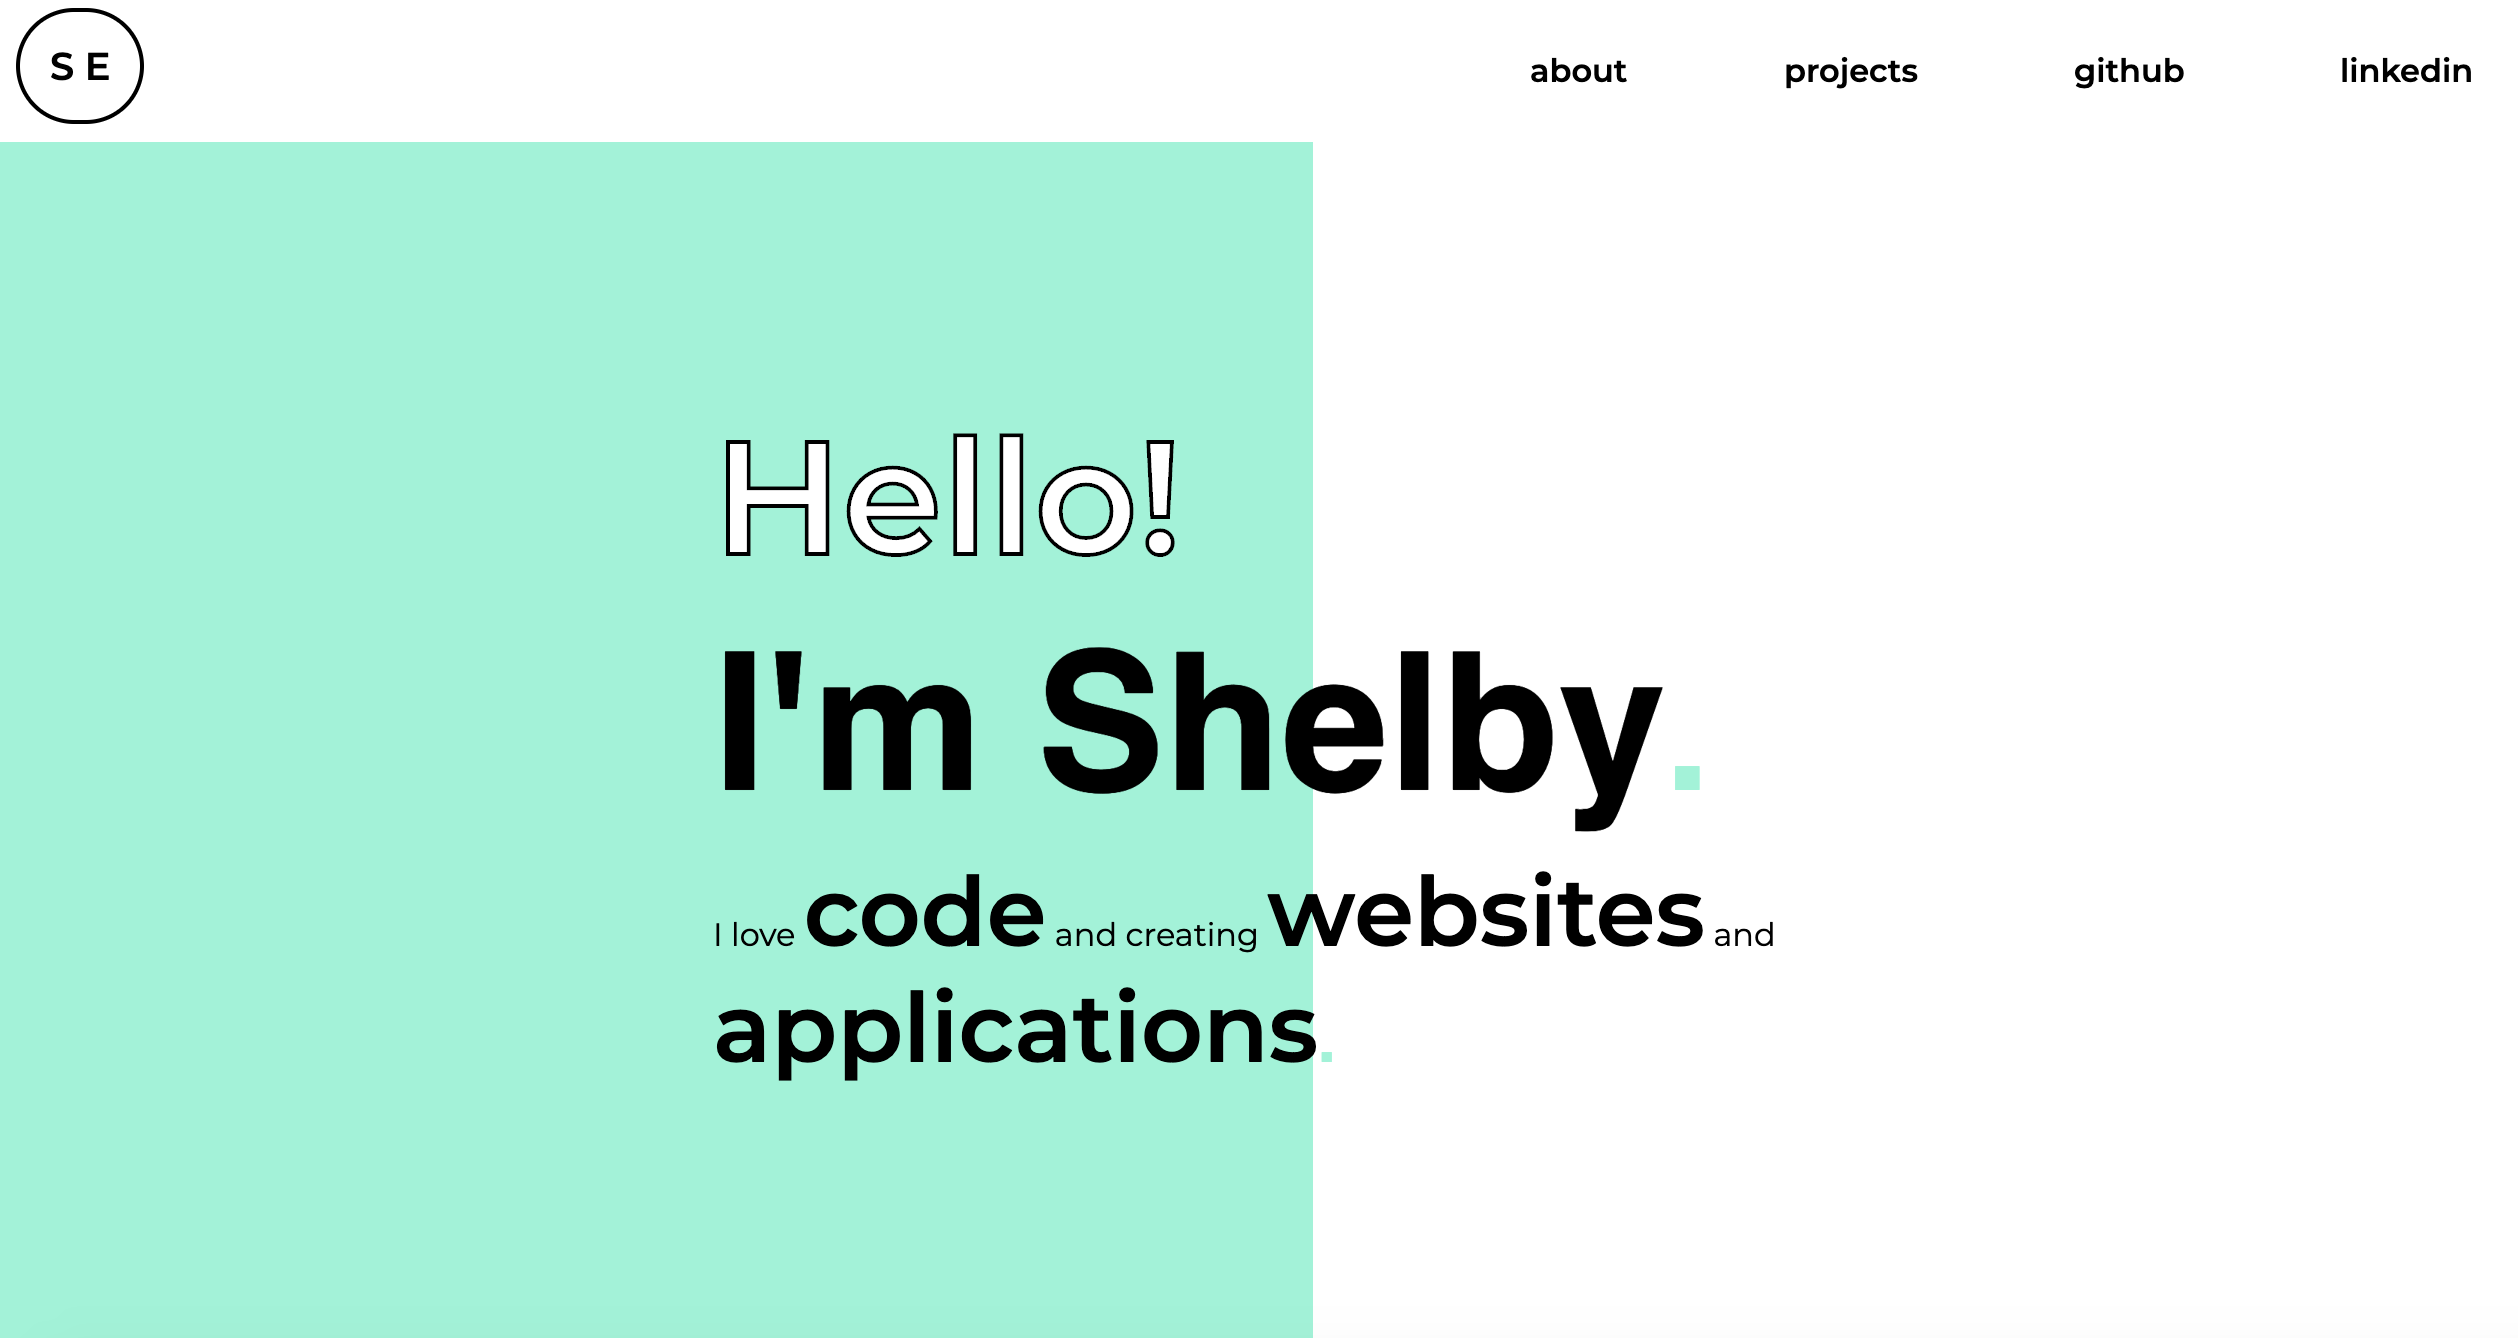 S E
about projects github linkedin
Hello!
I'm Shelby.
I love code and creating websites and
applications.